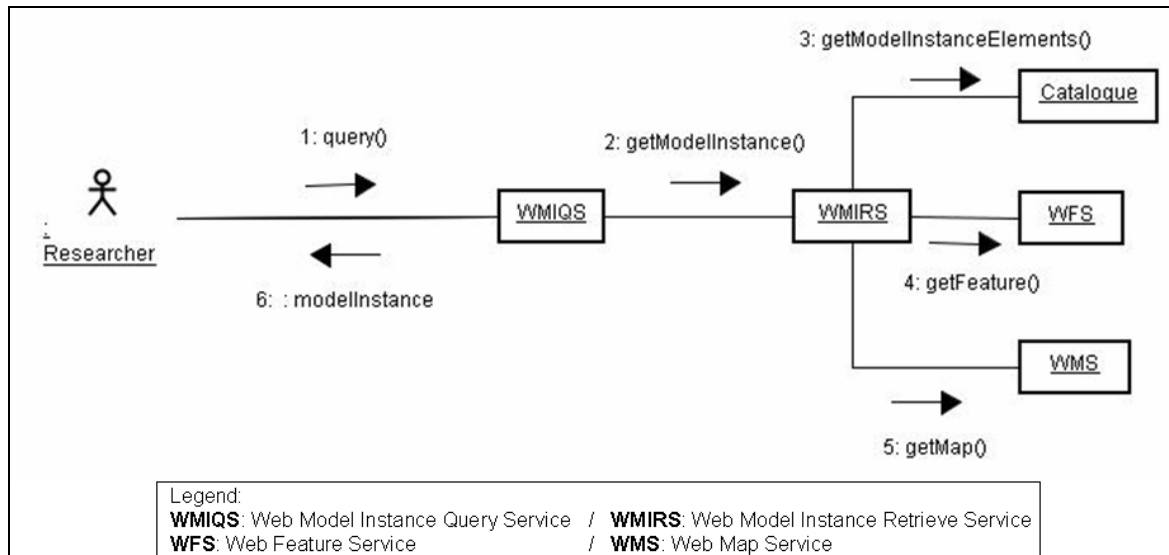 3: getModelInstanceElements()
Cataloque
1: query()
2: getModelInstance()
WMIQS
WMIRS
WFS
:
Researcher
4: getFeature()
6: : modelInstance
WMS
5: getMap()
Legend:
WMIQS: Web Model Instance Query Service / WMIRS: Web Model Instance Retrieve Service
WFS: Web Feature Service / WMS: Web Map Service